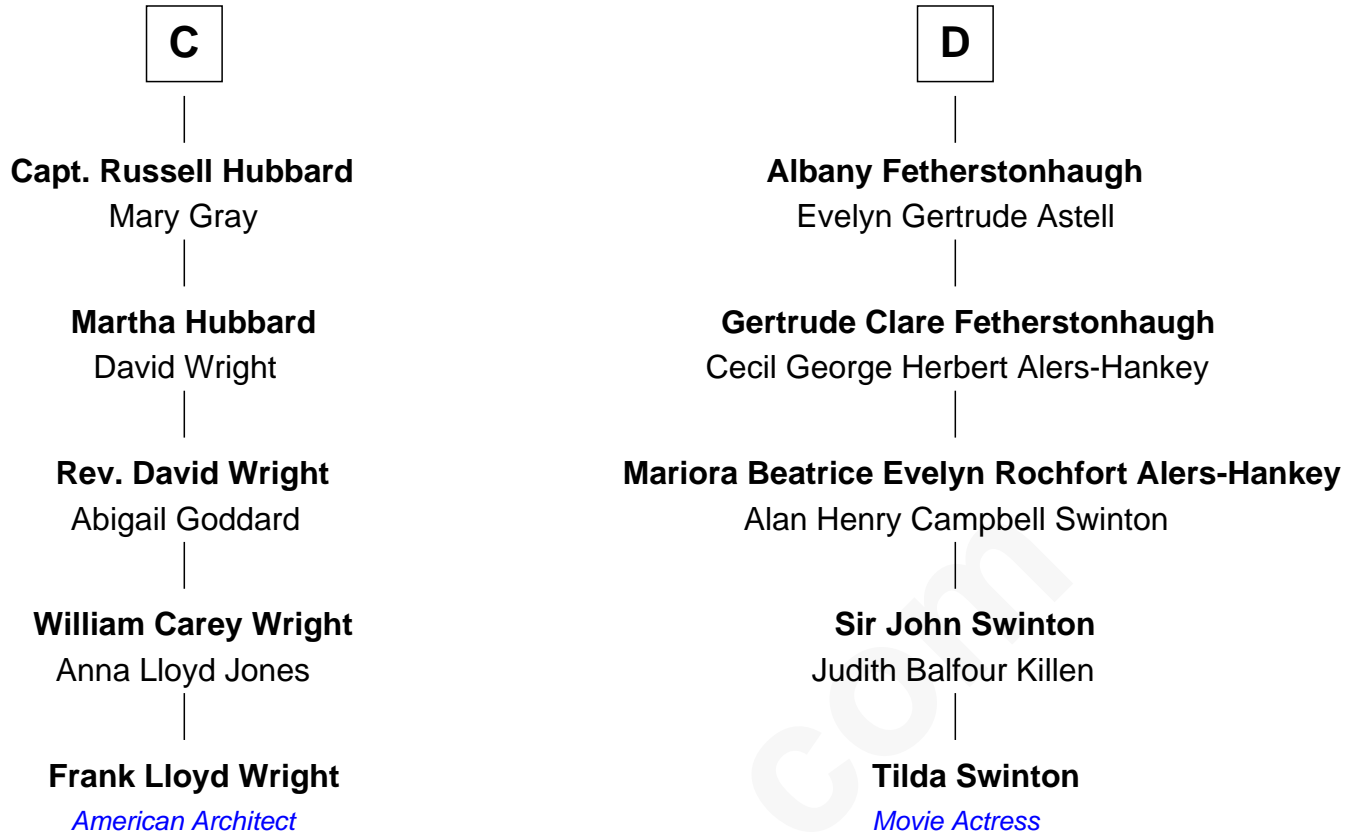 C
Capt. Russell Hubbard
Mary Gray
Martha Hubbard
David Wright
Rev. David Wright
Abigail Goddard
William Carey Wright
Anna Lloyd Jones
Frank Lloyd Wright
American Architect
D
Albany Fetherstonhaugh
Evelyn Gertrude Astell
Gertrude Clare Fetherstonhaugh
Cecil George Herbert Alers-Hankey
Mariora Beatrice Evelyn Rochfort Alers-Hankey
Alan Henry Campbell Swinton
Sir John Swinton
Judith Balfour Killen
Tilda Swinton
Movie Actress
com